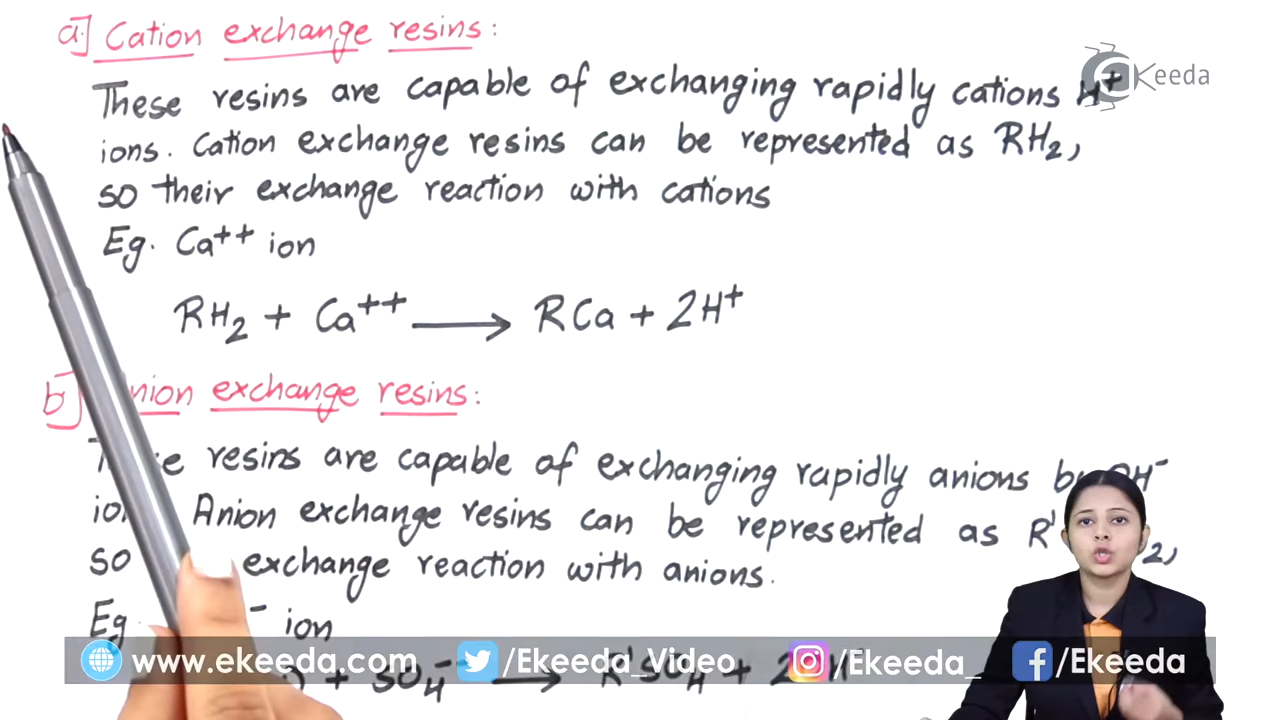 a] Cation exchange resins:
Keeda
These resins are capable of exchanging rapidly cations H+
ions. Cation exchange resins can be represented as RH2,
so their exchange reaction with cations
Eg. Ca++ ion
RH2 + Ca++ → RCa + 2H+
b] exchange resins:
resins are capable of exchanging rapidly anions
Anion exchange resins can be represented as
so exchange reaction with anions.
Eg ion
+ SO4-- → R'SO4 +
www.ekeeda.com /Ekeeda_Video /Ekeeda_ /Ekeeda